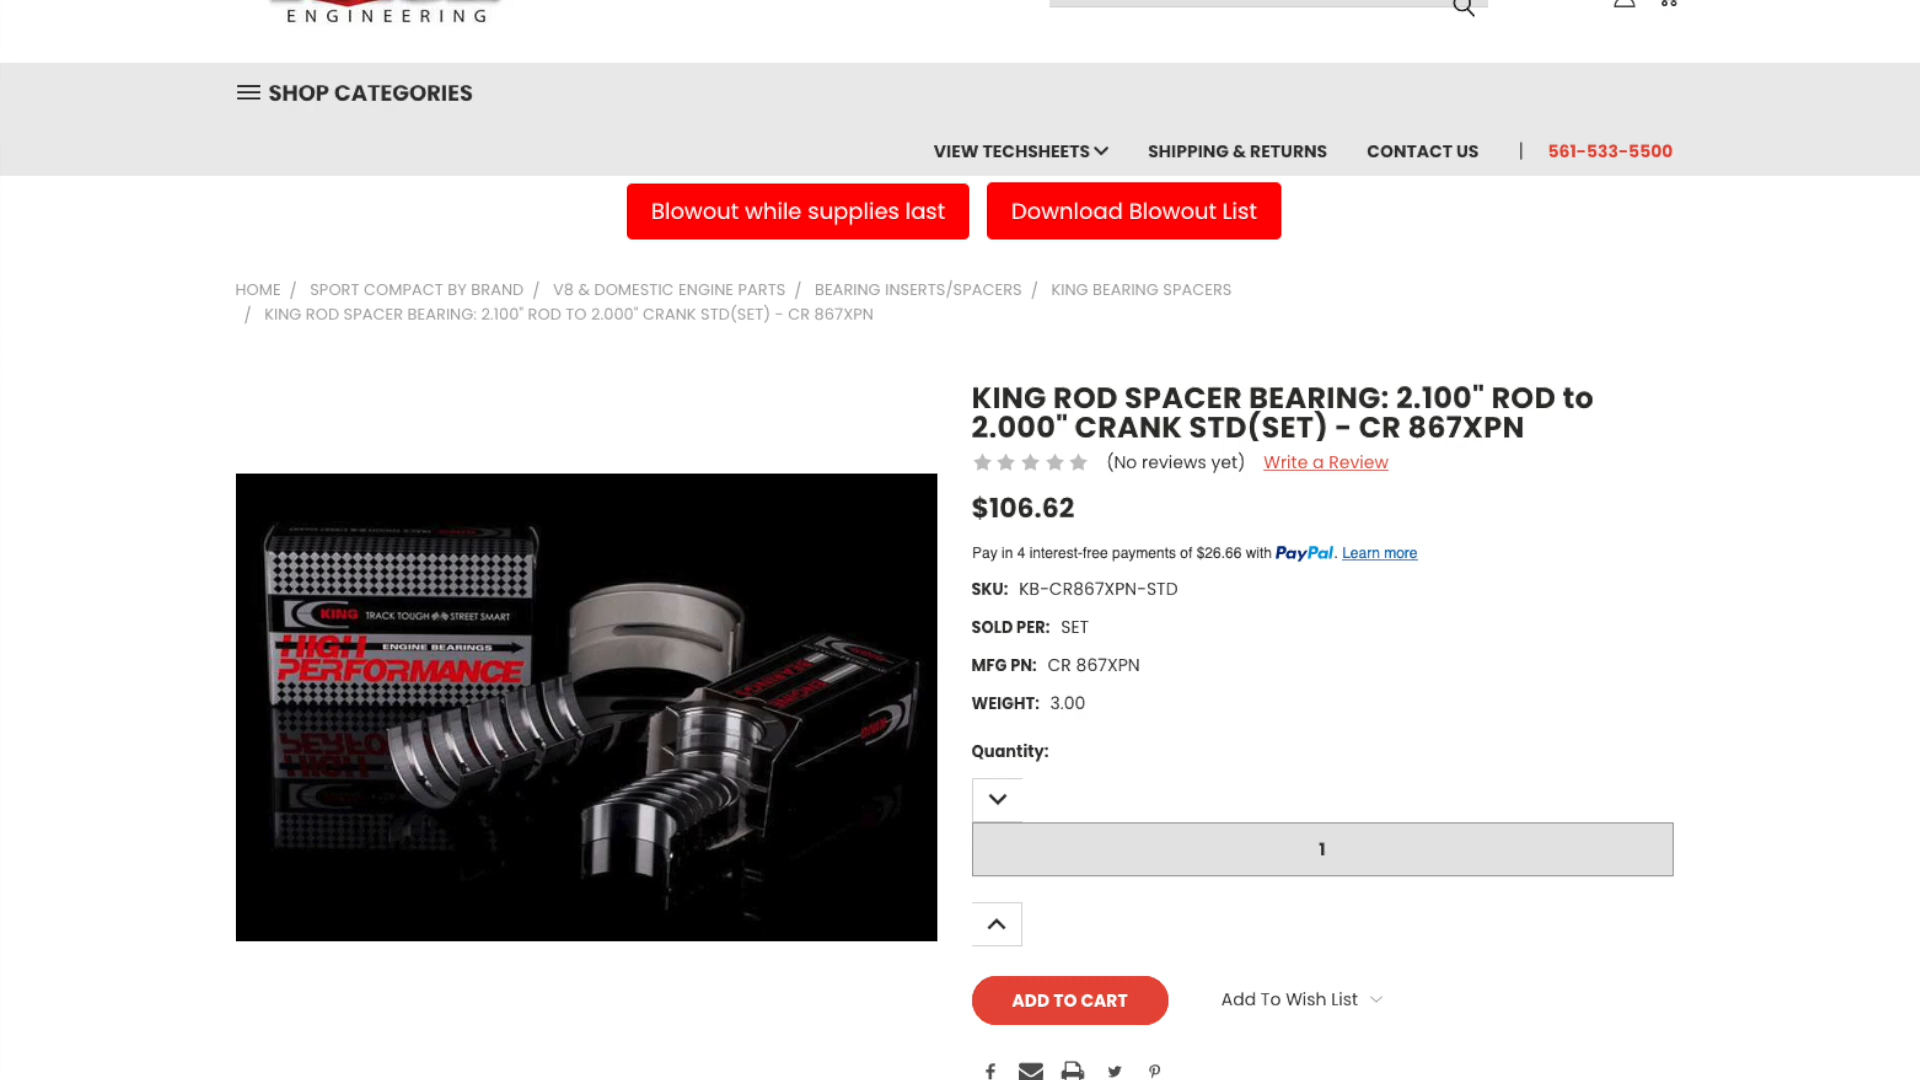 ENGINEERING
SHOP CATEGORIES
VIEW TECHSHEETS
SHIPPING & RETURNS
CONTACT US
|
561-533-5500
Blowout while supplies last
Download Blowout List
HOME / SPORT COMPACT BY BRAND / V8 & DOMESTIC ENGINE PARTS / BEARING INSERTS/SPACERS / KING BEARING SPACERS
/ KING ROD SPACER BEARING: 2.100" ROD TO 2.000" CRANK STD(SET) - CR 867XPN
KING ROD SPACER BEARING: 2.100" ROD to
2.000" CRANK STD(SET) - CR 867XPN
(No reviews yet) Write a Review
$106.62
Pay in 4 interest-free payments of $26.66 with PayPal. Learn more
SKU: KB-CR867XPN-STD
SOLD PER: SET
MFG PN: CR 867XPN
WEIGHT: 3.00
Quantity:
1
ADD TO CART
Add To Wish List
KING TRACK TOUGH STREET SMART
HIGH ENGINE BEARINGS
PERFORMANCE